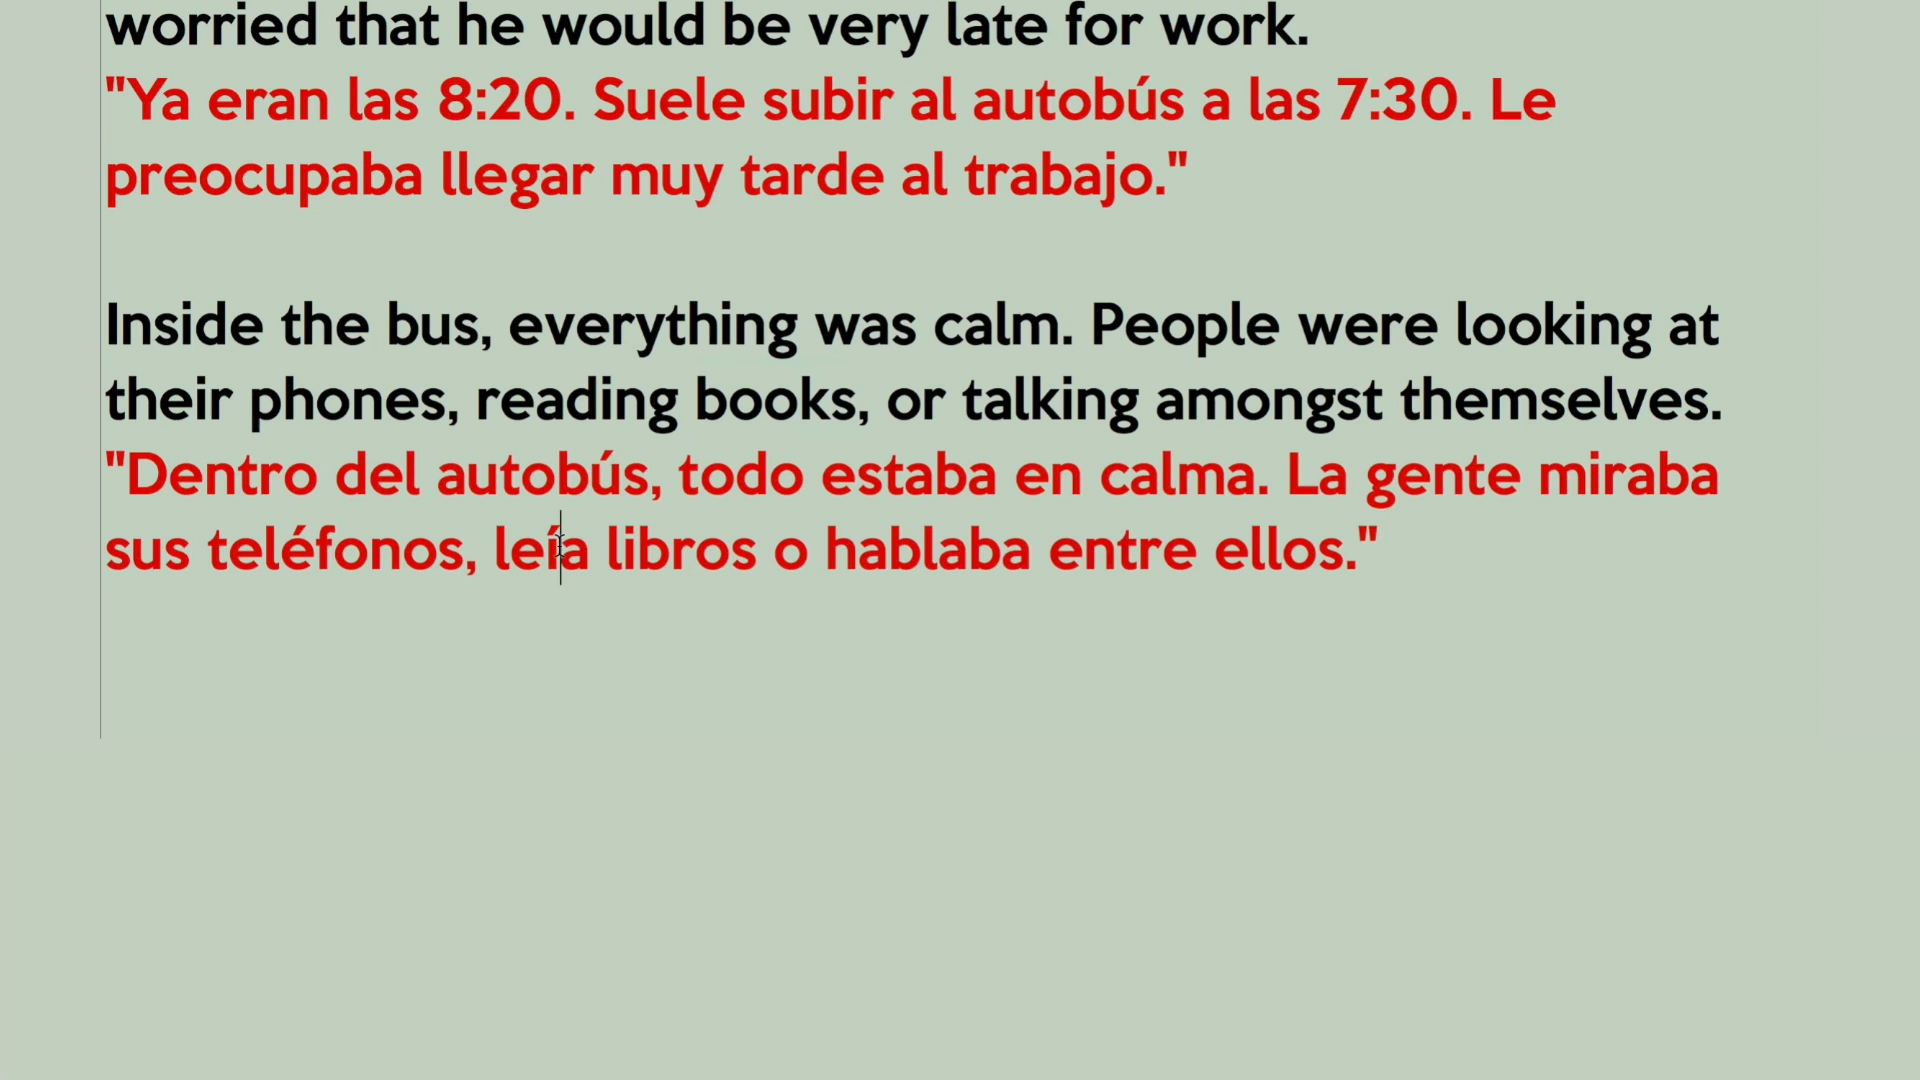 worried that he would be very late for work.
"Ya eran las 8:20. Suele subir al autobús a las 7:30. Le
preocupaba llegar muy tarde al trabajo."
Inside the bus, everything was calm. People were looking at
their phones, reading books, or talking amongst themselves.
"Dentro del autobús, todo estaba en calma. La gente miraba
sus teléfonos, leía libros o hablaba entre ellos."